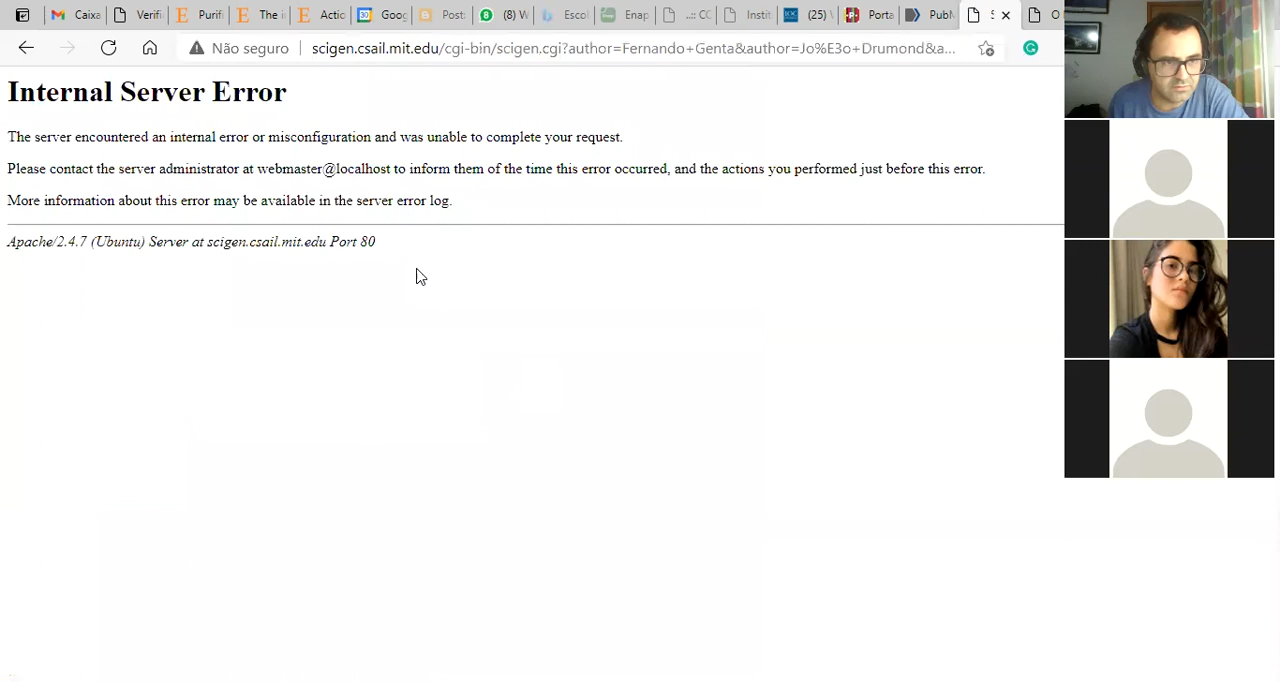 Caixa Verifi Purif The i Actic Goog Post (8) W Escol Enap ..:: CC Instit (25) Porta PubM S O
Não seguro scigen.csail.mit.edu/cgi-bin/scigen.cgi?author=Fernando+Genta&author=Jo%E3o+Drumond&a...
Internal Server Error
The server encountered an internal error or misconfiguration and was unable to complete your request.
Please contact the server administrator at webmaster@localhost to inform them of the time this error occurred, and the actions you performed just before this error.
More information about this error may be available in the server error log.
Apache/2.4.7 (Ubuntu) Server at scigen.csail.mit.edu Port 80